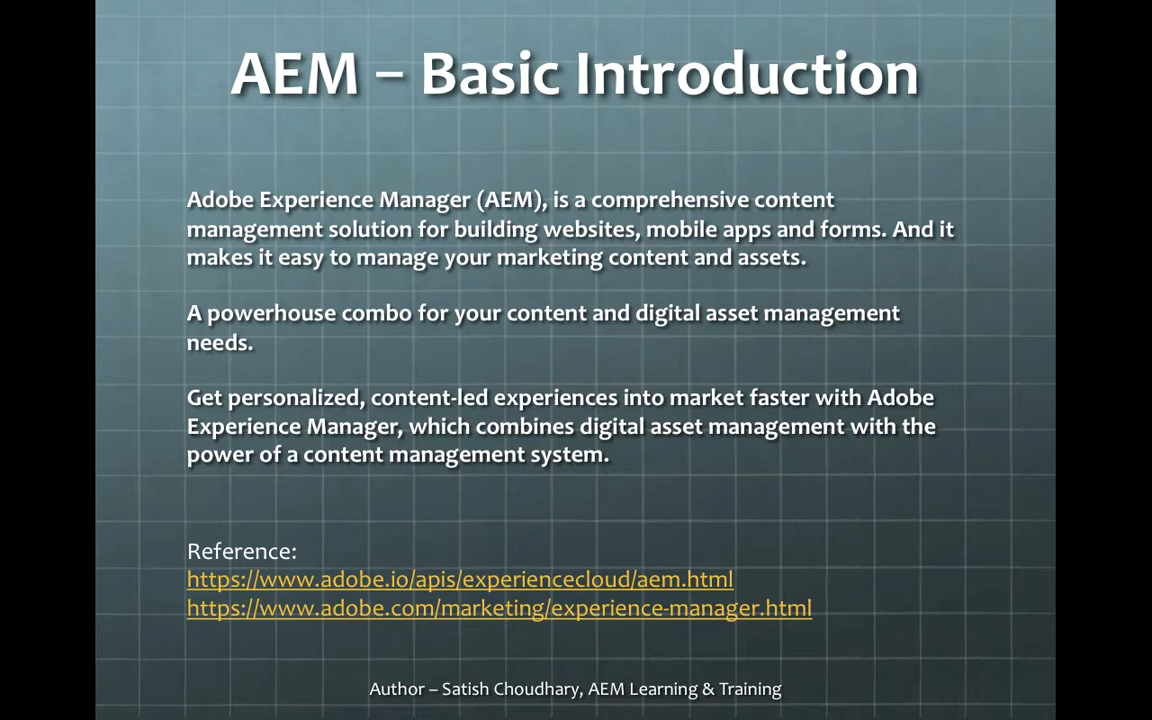 AEM – Basic Introduction
Adobe Experience Manager (AEM), is a comprehensive content
management solution for building websites, mobile apps and forms. And it
makes it easy to manage your marketing content and assets.
A powerhouse combo for your content and digital asset management
needs.
Get personalized, content-led experiences into market faster with Adobe
Experience Manager, which combines digital asset management with the
power of a content management system.
Reference:
https://www.adobe.io/apis/experiencecloud/aem.html
https://www.adobe.com/marketing/experience-manager.html
Author – Satish Choudhary, AEM Learning & Training